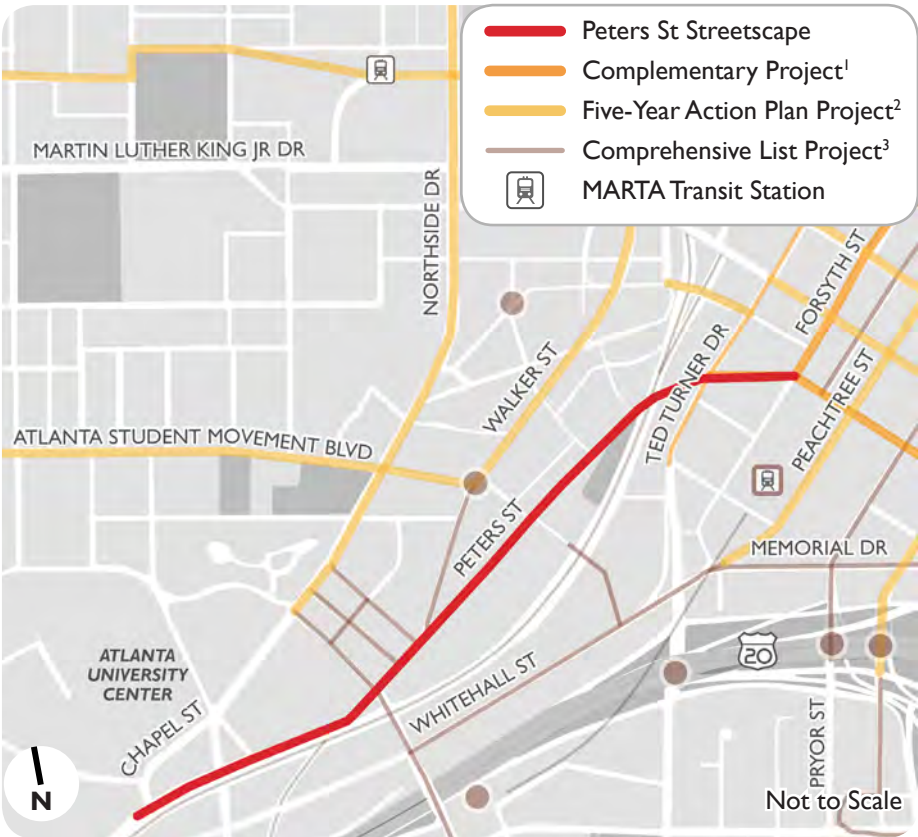 Peters St Streetscape
Complementary Project¹
Five-Year Action Plan Project²
Comprehensive List Project³
MARTA Transit Station
MARTIN LUTHER KING JR DR
NORTHSIDE DR
FORSYTH ST
WALKER ST
TED TURNER DR
PEACHTREE ST
ATLANTA STUDENT MOVEMENT BLVD
PETERS ST
MEMORIAL DR
ATLANTA
UNIVERSITY
CENTER
20
WHITEHALL ST
CHAPEL ST
PRYOR ST
N
Not to Scale